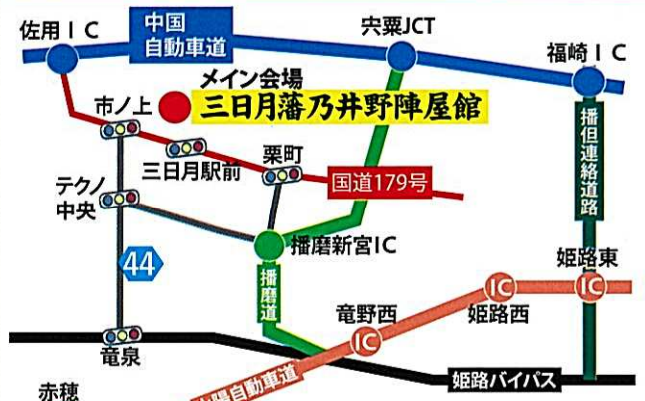 佐用IC
中国
自動車道
宍粟JCT
福崎IC
メイン会場
三日月藩乃井野陣屋館
市ノ上
三日月駅前
栗町
国道179号
播但連絡道路
テクノ
中央
44
播磨新宮IC
播磨道
姫路東
IC
IC
姫路西
竜野西
IC
竜泉
陽自動車道
姫路バイパス
赤穂